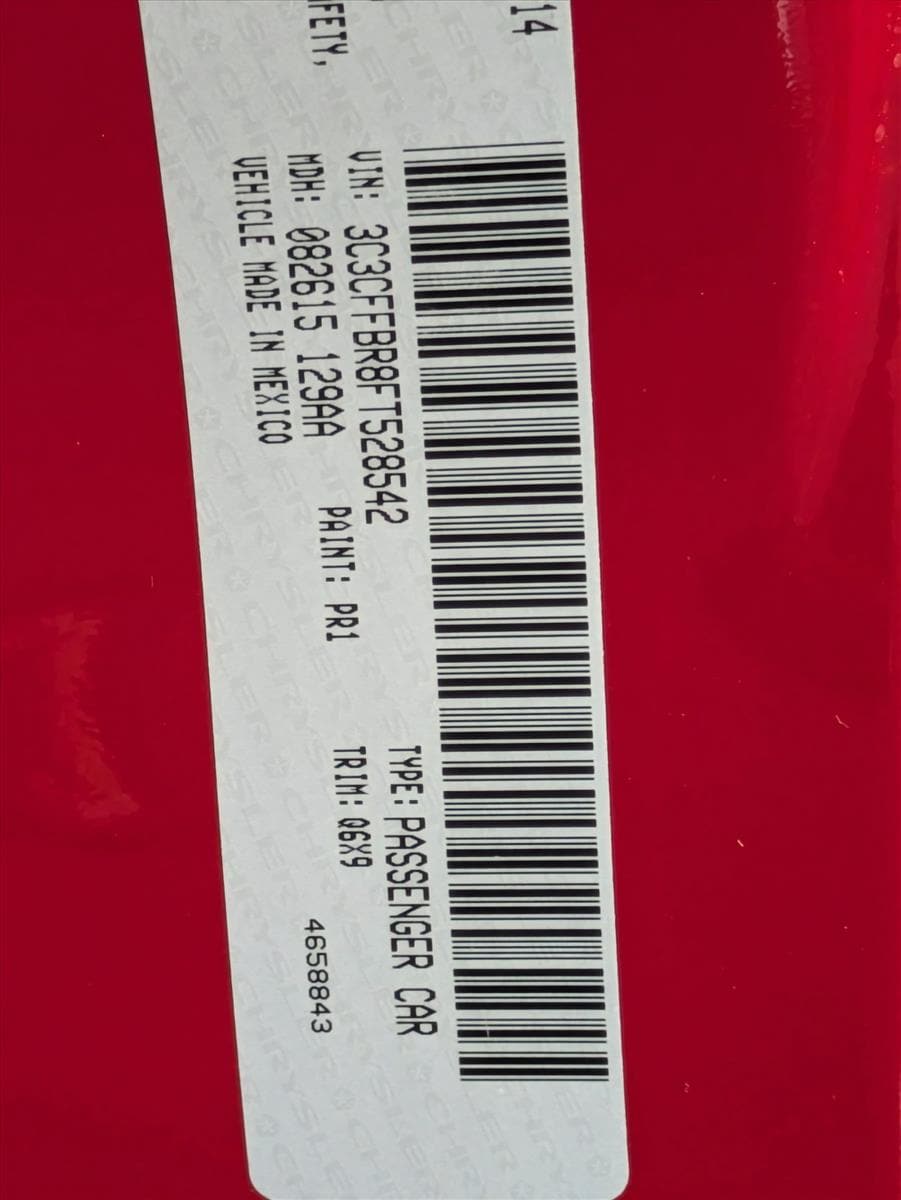 14
FETY,
VIN: 3C3CFFBR8FT528542 TYPE: PASSENGER CAR
MDH: 082615 129AA PAINT: PR1 TRIM: Q6X9
VEHICLE MADE IN MEXICO 4658843
CHRYSLER